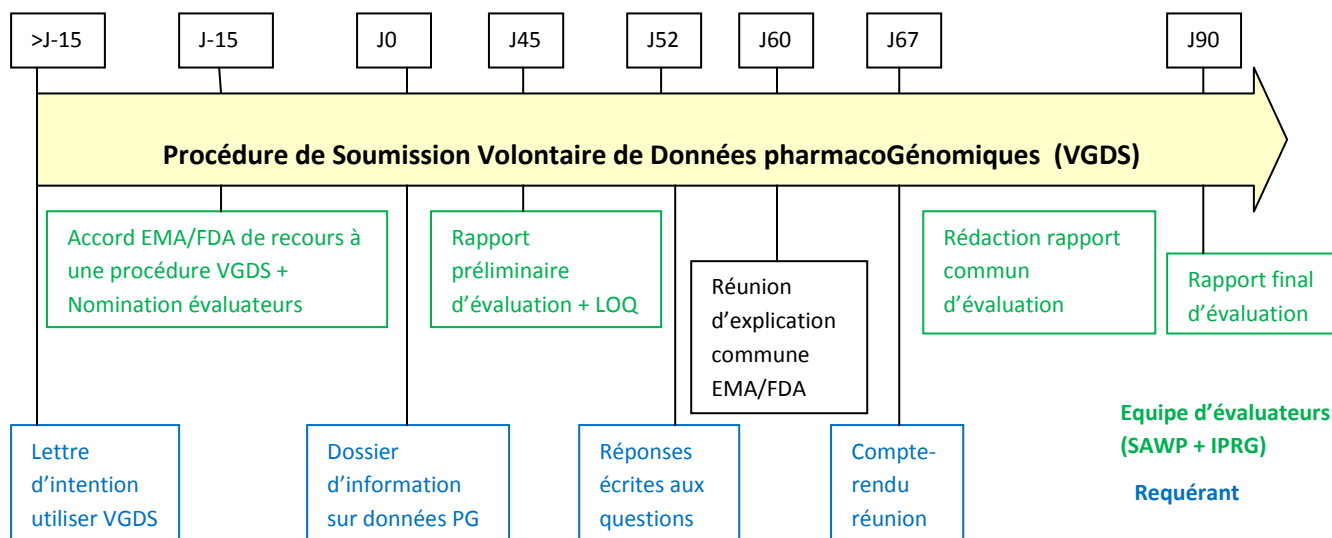 >J-15
J-15
J0
J45
J52
J60
J67
J90
Procédure de Soumission Volontaire de Données pharmacoGénomiques (VGDS)
Accord EMA/FDA de recours à
une procédure VGDS +
Nomination évaluateurs
Rapport
préliminaire
d'évaluation + LOQ
Réunion
d'explication
commune
EMA/FDA
Rédaction rapport
commun
d'évaluation
Rapport final
d'évaluation
Lettre
d'intention
utiliser VGDS
Dossier
d'information
sur données PG
Réponses
écrites aux
questions
Compte-
rendu
réunion
Equipe d'évaluateurs
(SAWP + IPRG)
Requérant